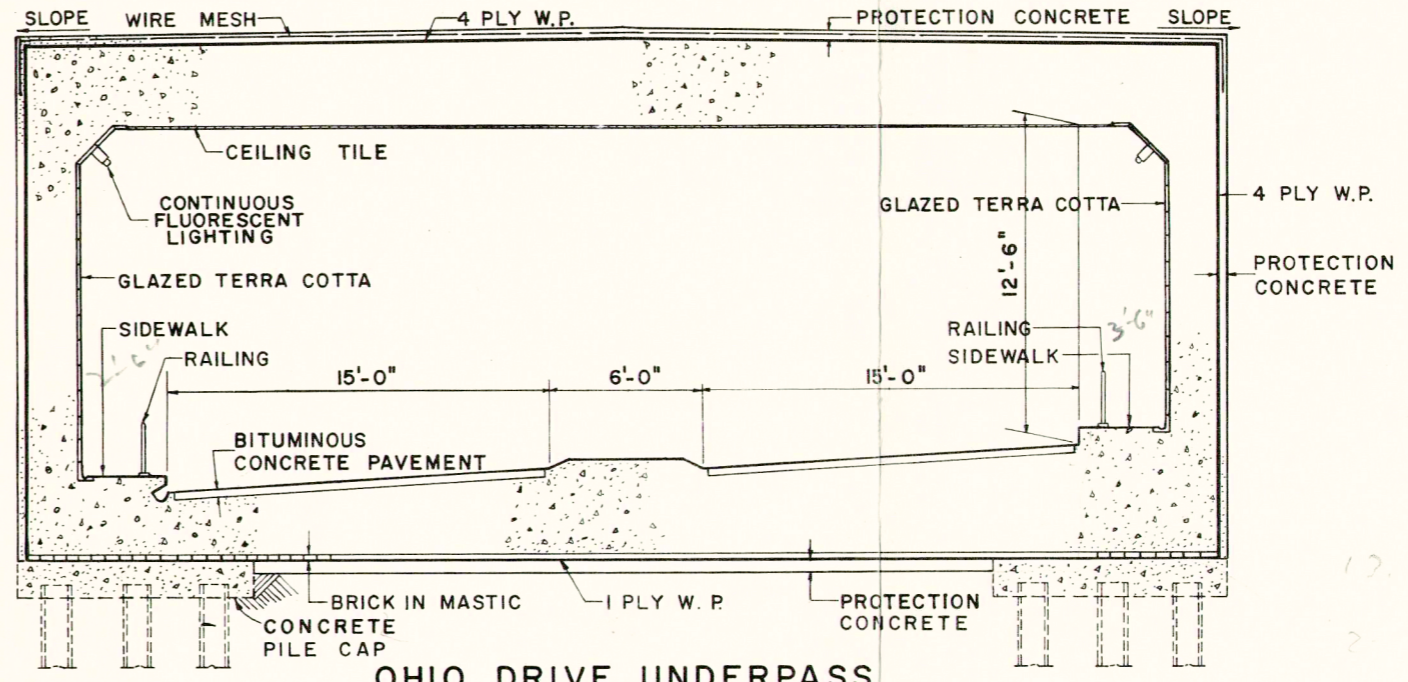 SLOPE WIRE MESH 4 PLY W.P. PROTECTION CONCRETE SLOPE
CEILING TILE
CONTINUOUS
FLUORESCENT
LIGHTING
GLAZED TERRA COTTA
4 PLY W.P.
12'-6"
PROTECTION
CONCRETE
GLAZED TERRA COTTA
SIDEWALK
2'-6"
RAILING
RAILING
3'-6"
SIDEWALK
15'-0" 6'-0" 15'-0"
BITUMINOUS
CONCRETE PAVEMENT
BRICK IN MASTIC
1 PLY W. P.
PROTECTION
CONCRETE
CONCRETE
PILE CAP
OHIO DRIVE UNDERPASS